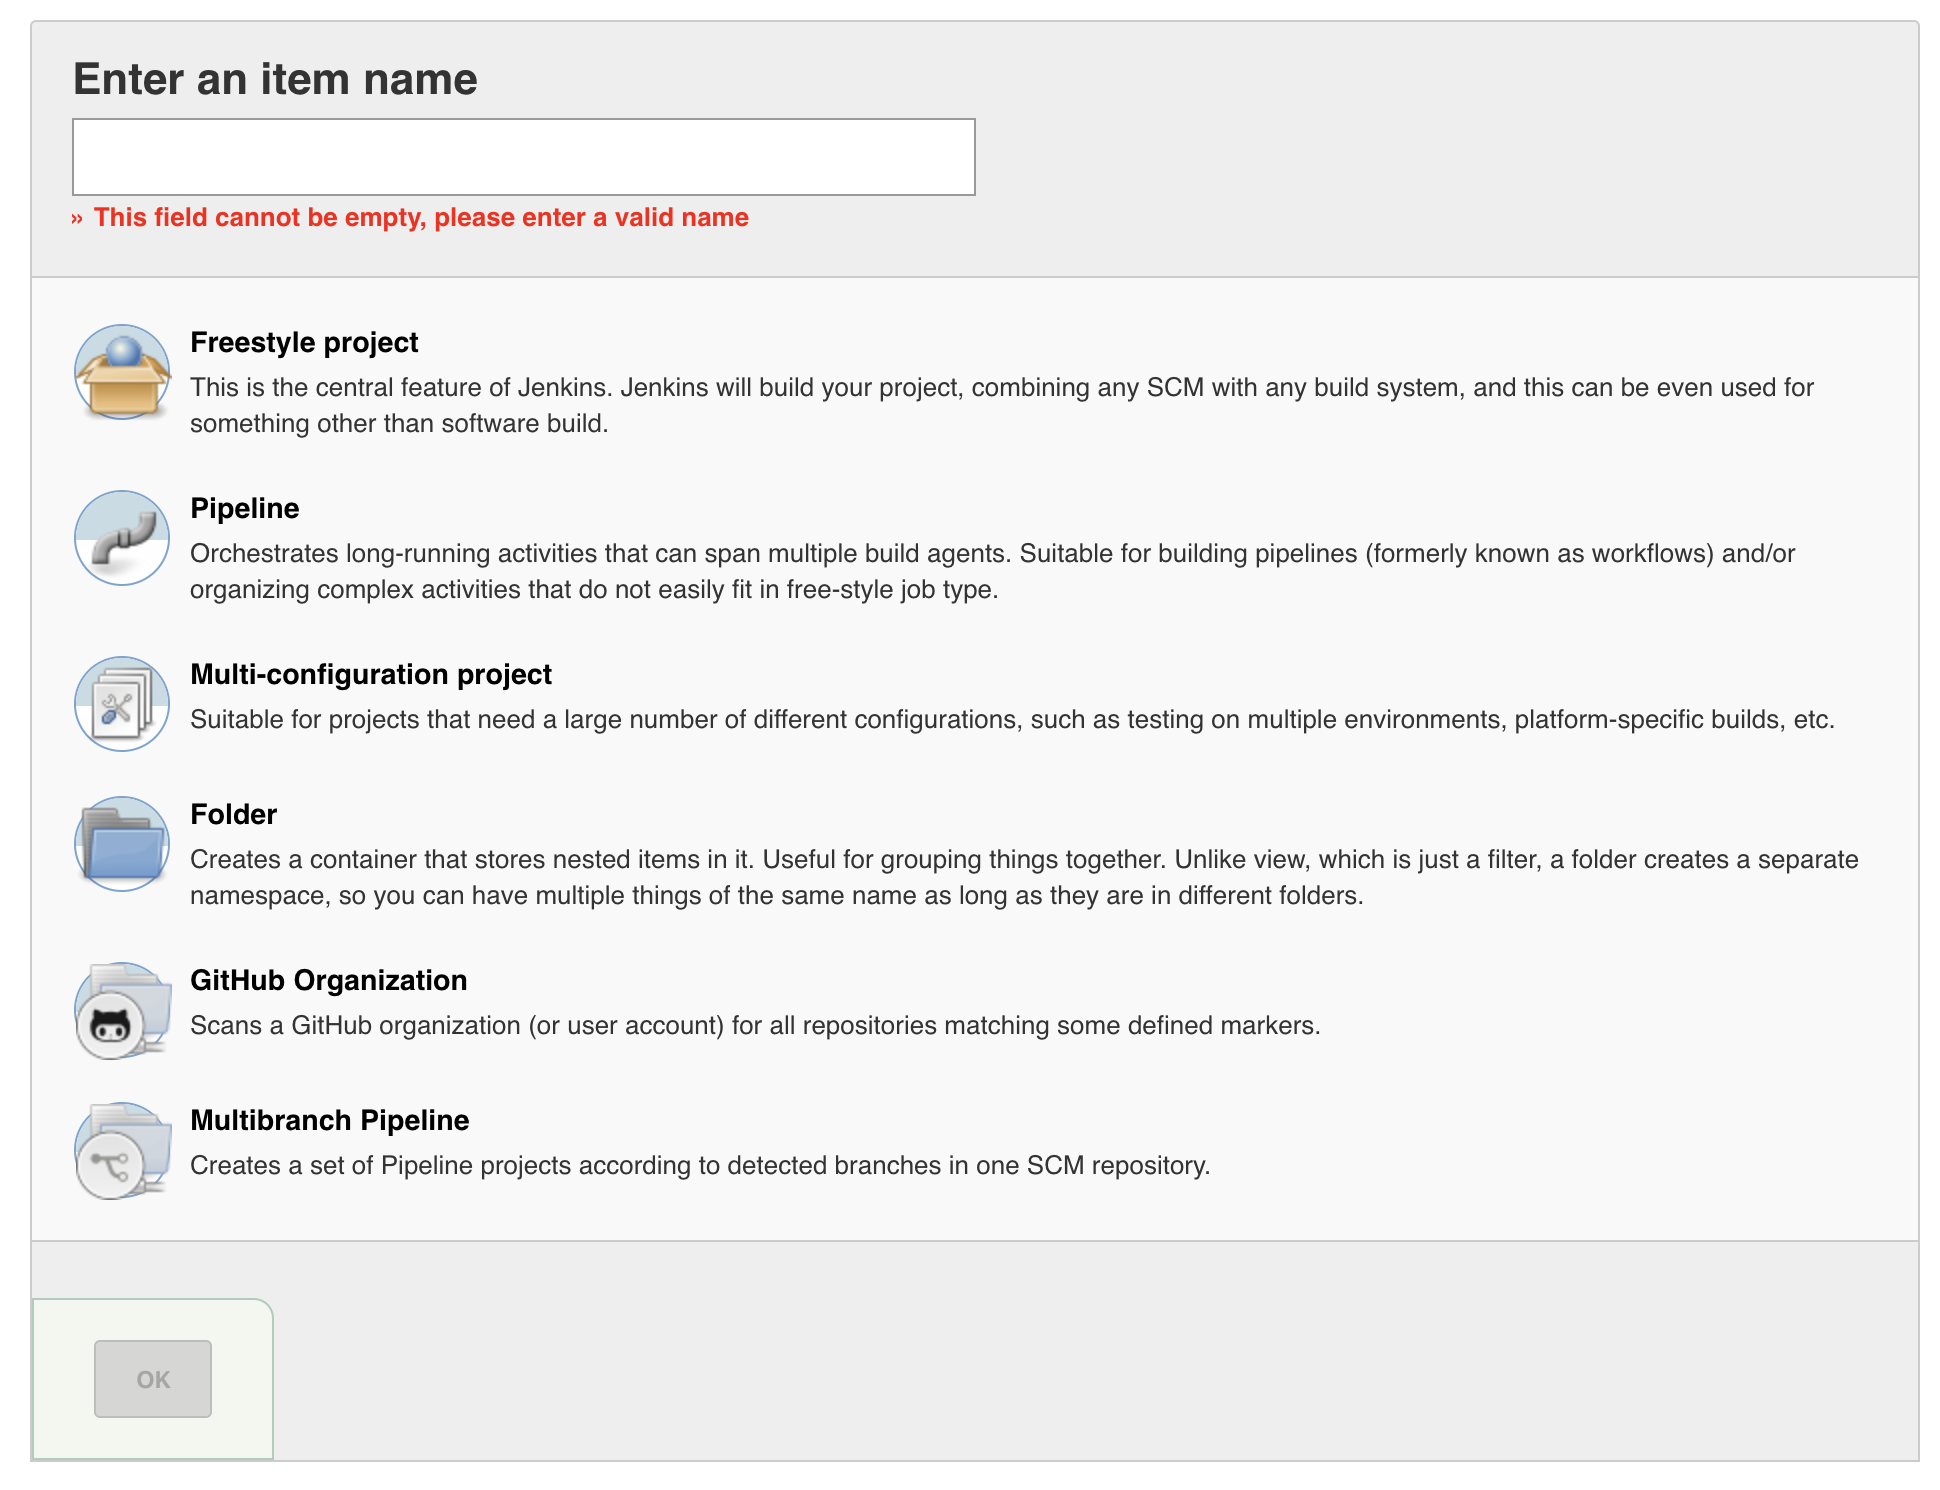 Enter an item name
» This field cannot be empty, please enter a valid name
Freestyle project
This is the central feature of Jenkins. Jenkins will build your project, combining any SCM with any build system, and this can be even used for
something other than software build.
Pipeline
Orchestrates long-running activities that can span multiple build agents. Suitable for building pipelines (formerly known as workflows) and/or
organizing complex activities that do not easily fit in free-style job type.
Multi-configuration project
Suitable for projects that need a large number of different configurations, such as testing on multiple environments, platform-specific builds, etc.
Folder
Creates a container that stores nested items in it. Useful for grouping things together. Unlike view, which is just a filter, a folder creates a separate
namespace, so you can have multiple things of the same name as long as they are in different folders.
GitHub Organization
Scans a GitHub organization (or user account) for all repositories matching some defined markers.
Multibranch Pipeline
Creates a set of Pipeline projects according to detected branches in one SCM repository.
OK